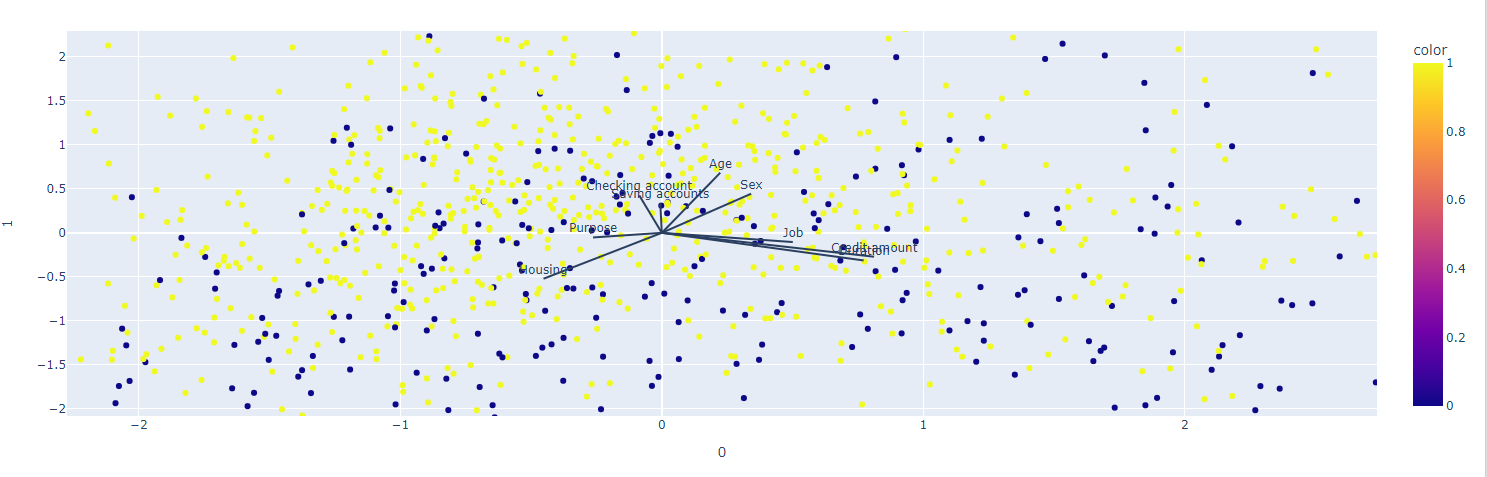 color
1
0.8
0.6
0.4
0.2
0
2
1.5
1
0.5
0
−0.5
−1
−1.5
−2
1
Age
Sex
Checking account
Saving accounts
Purpose
Job
Credit amount
Duration
Housing
−2
−1
0
1
2
0